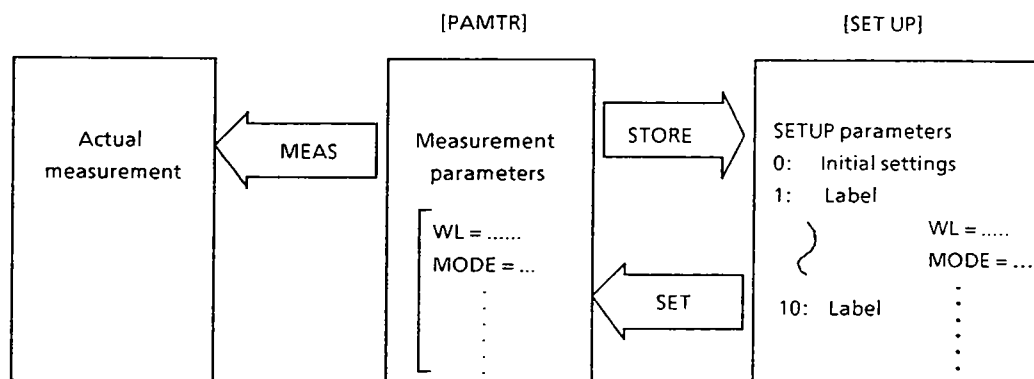 [PAMTR]
[SET UP]
Actual
measurement
MEAS
Measurement
parameters
WL = ......
MODE = ...
STORE
SET
SETUP parameters
0: Initial settings
1: Label
WL = .....
MODE = ...
10: Label